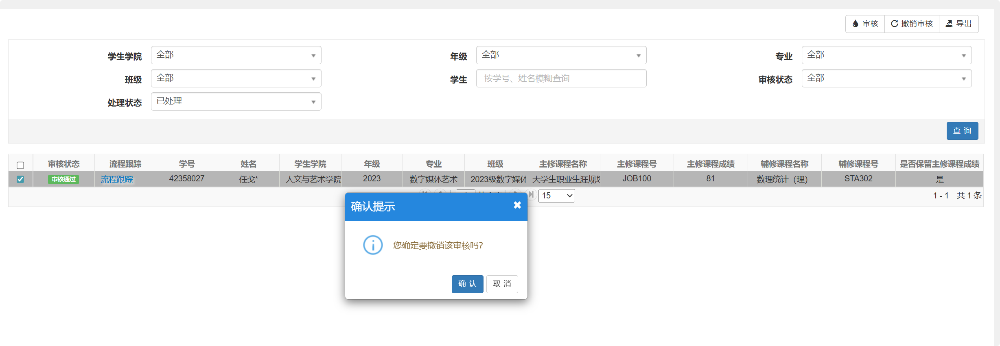 审核 撤销审核 导出
学生学院 全部 年级 全部 专业 全部
班级 全部 学生 按学号、姓名模糊查询 审核状态 全部
处理状态 已处理
查 询
审核状态 流程跟踪 学号 姓名 学生学院 年级 专业 班级 主修课程名称 主修课程号 主修课程成绩 辅修课程名称 辅修课程号 是否保留主修课程成绩
审核通过 流程跟踪 42358027 任戈* 人文与艺术学院 2023 数字媒体艺术 2023级数字媒体 大学生职业生涯规划 JOB100 81 数理统计（理） STA302 是
15 1 - 1 共 1 条
确认提示
您确定要撤销该审核吗?
确 认 取 消